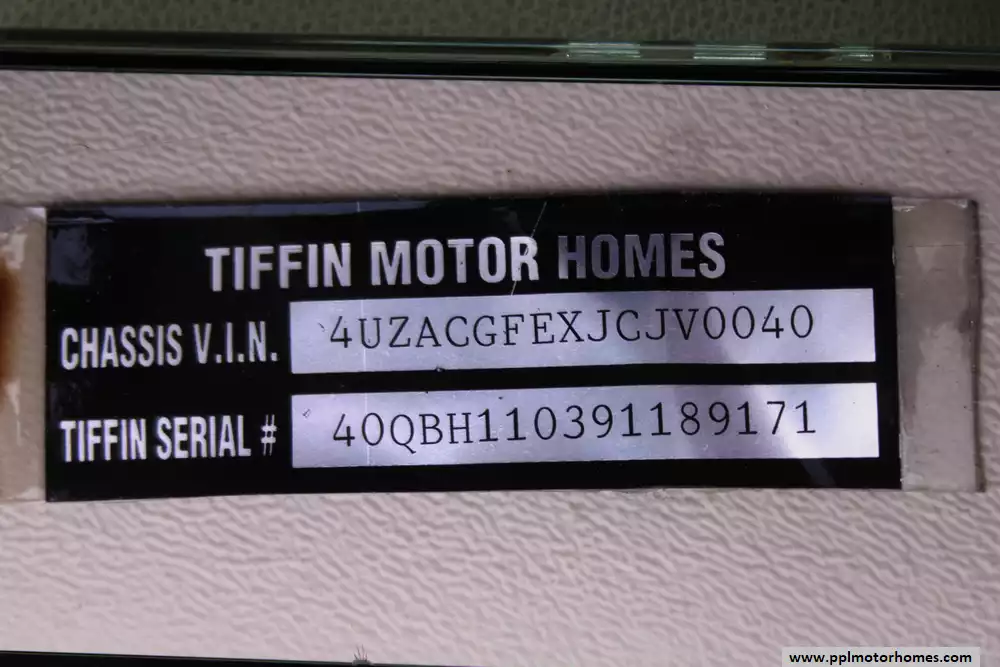 TIFFIN MOTOR HOMES
CHASSIS V.I.N. 4UZACGFEXJCJV0040
TIFFIN SERIAL # 40QBH110391189171
www.pplmotorhomes.com